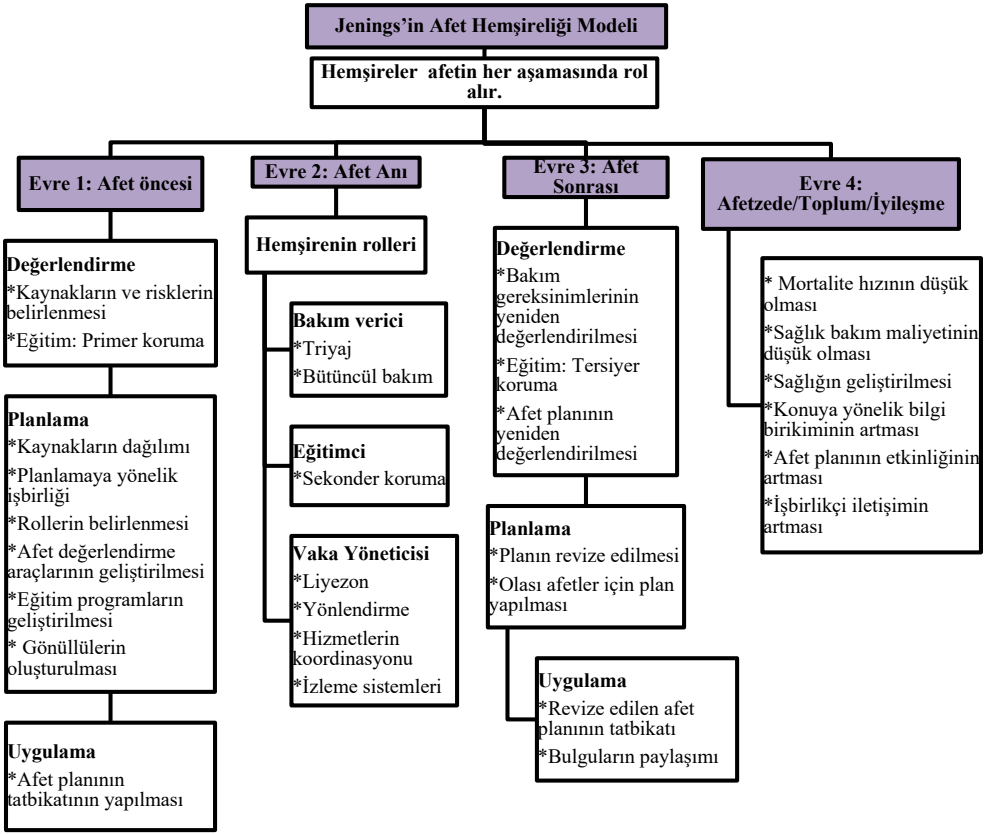 Jenings’in Afet Hemşireliği Modeli
Hemşireler afetin her aşamasında rol
alır.
Evre 1: Afet öncesi
Değerlendirme
*Kaynakların ve risklerin
belirlenmesi
*Eğitim: Primer koruma
Planlama
*Kaynakların dağılımı
*Planlamaya yönelik
işbirliği
*Rollerin belirlenmesi
*Afet değerlendirme
araçlarının geliştirilmesi
*Eğitim programların
geliştirilmesi
* Gönüllülerin
oluşturulması
Uygulama
*Afet planının
tatbikatının yapılması
Evre 2: Afet Anı
Hemşirenin rolleri
Bakım verici
*Triyaj
*Bütüncül bakım
Eğitimci
*Sekonder koruma
Vaka Yöneticisi
*Liyezon
*Yönlendirme
*Hizmetlerin
koordinasyonu
*İzleme sistemleri
Evre 3: Afet
Sonrası
Değerlendirme
*Bakım
gereksinimlerinin
yeniden
değerlendirilmesi
*Eğitim: Tersiyer
koruma
*Afet planının
yeniden
değerlendirilmesi
Planlama
*Planın revize edilmesi
*Olası afetler için plan
yapılması
Uygulama
*Revize edilen afet
planının tatbikatı
*Bulguların paylaşımı
Evre 4:
Afetzede/Toplum/İyileşme
* Mortalite hızının düşük
olması
*Sağlık bakım maliyetinin
düşük olması
*Sağlığın geliştirilmesi
*Konuya yönelik bilgi
birikiminin artması
*Afet planının etkinliğinin
artması
*İşbirlikçi iletişimin
artması